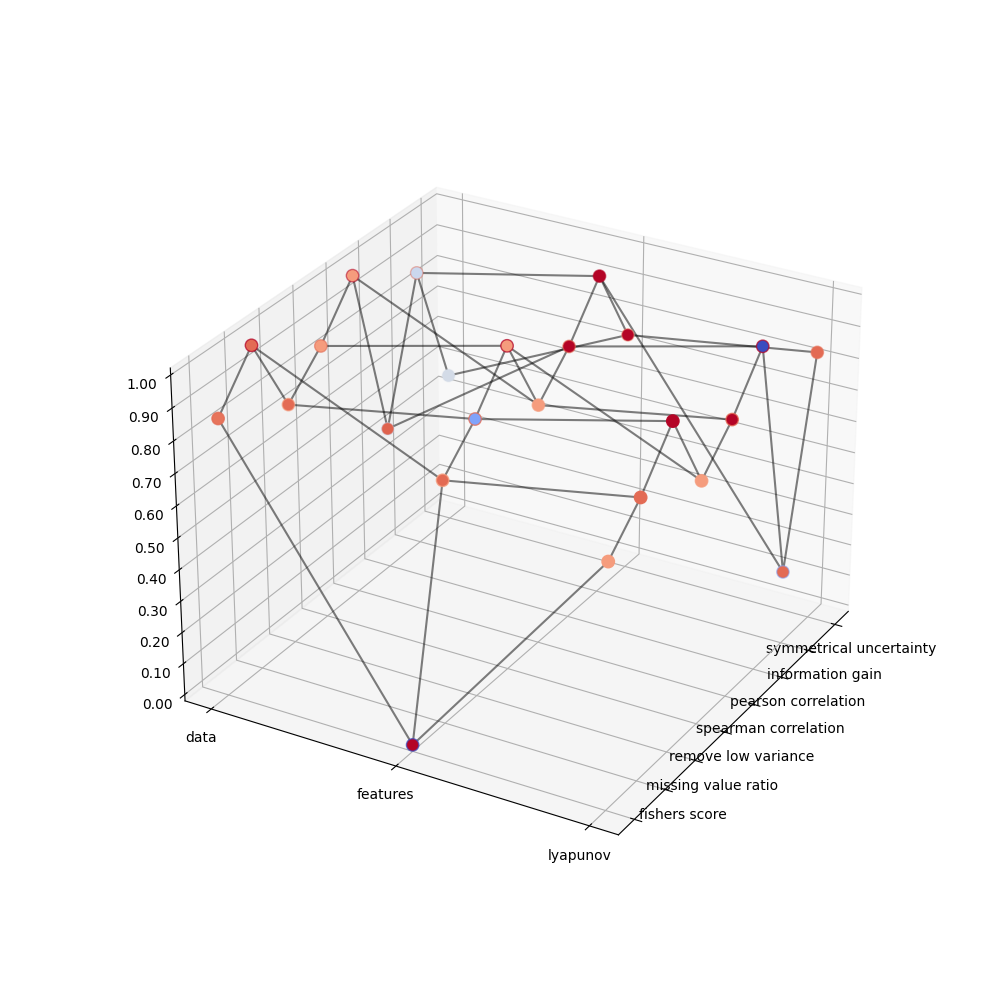 1.00
0.90
0.80
0.70
0.60
0.50
0.40
0.30
0.20
0.10
0.00
data
features
lyapunov
symmetrical uncertainty
information gain
pearson correlation
spearman correlation
remove low variance
missing value ratio
fishers score